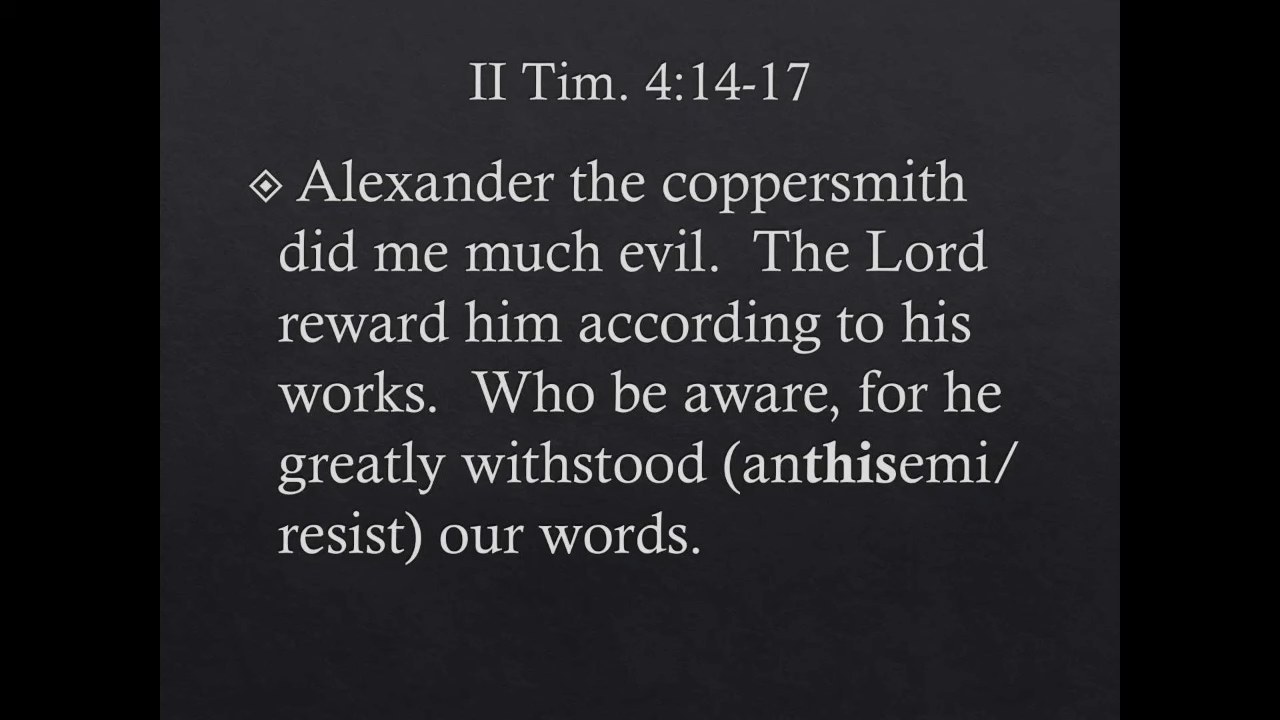 II Tim. 4:14-17
Alexander the coppersmith
did me much evil.  The Lord
reward him according to his
works.  Who be aware, for he
greatly withstood (anthisemi/
resist) our words.